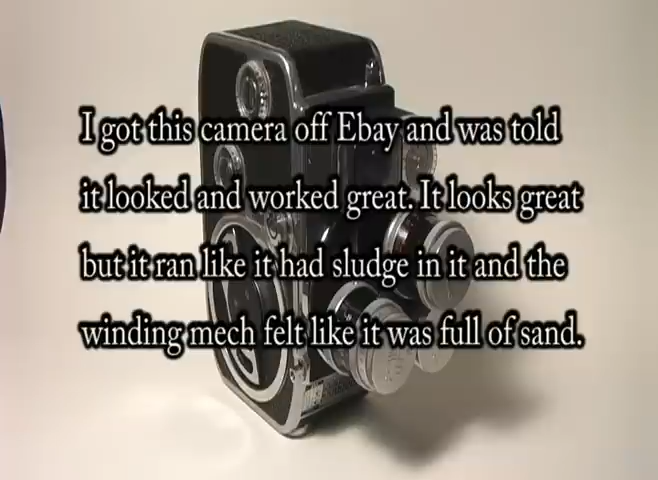 I got this camera off Ebay and was told
it looked and worked great. It looks great
but it ran like it had sludge in it and the
winding mech felt like it was full of sand.